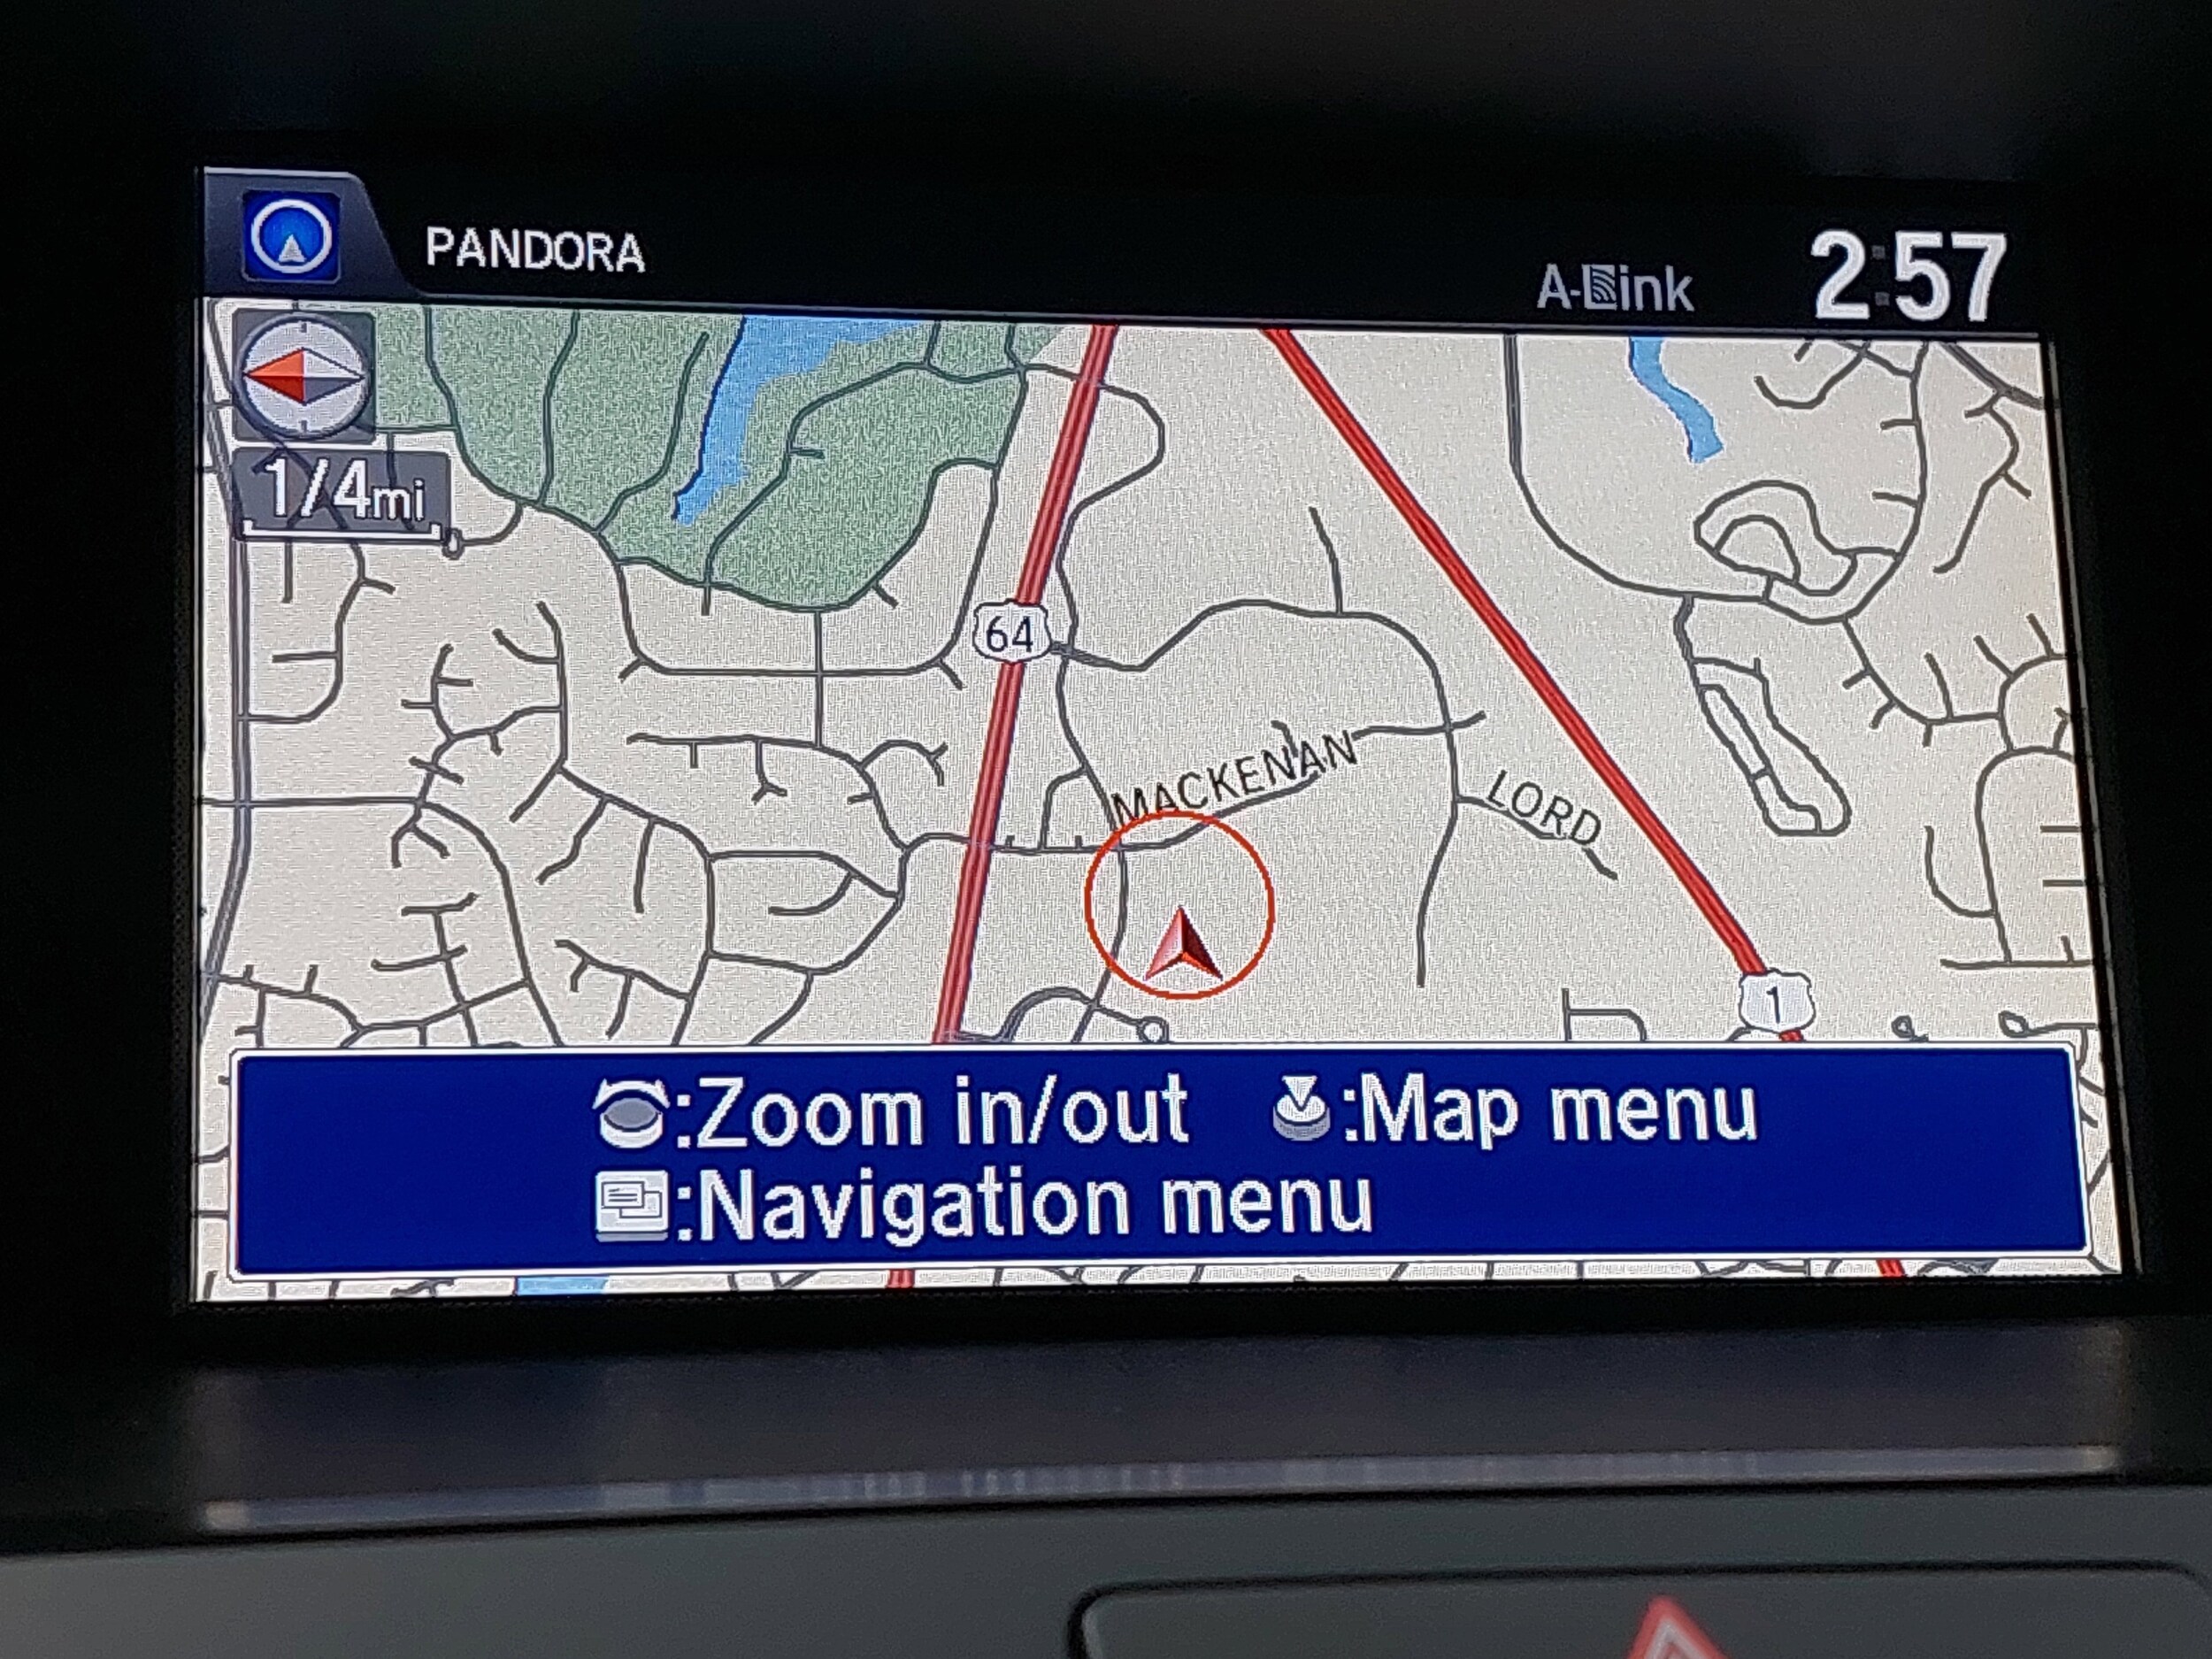 PANDORA
A-Link
2:57
1/4mi
64
MACKENAN
LORD
1
:Zoom in/out :Map menu
:Navigation menu